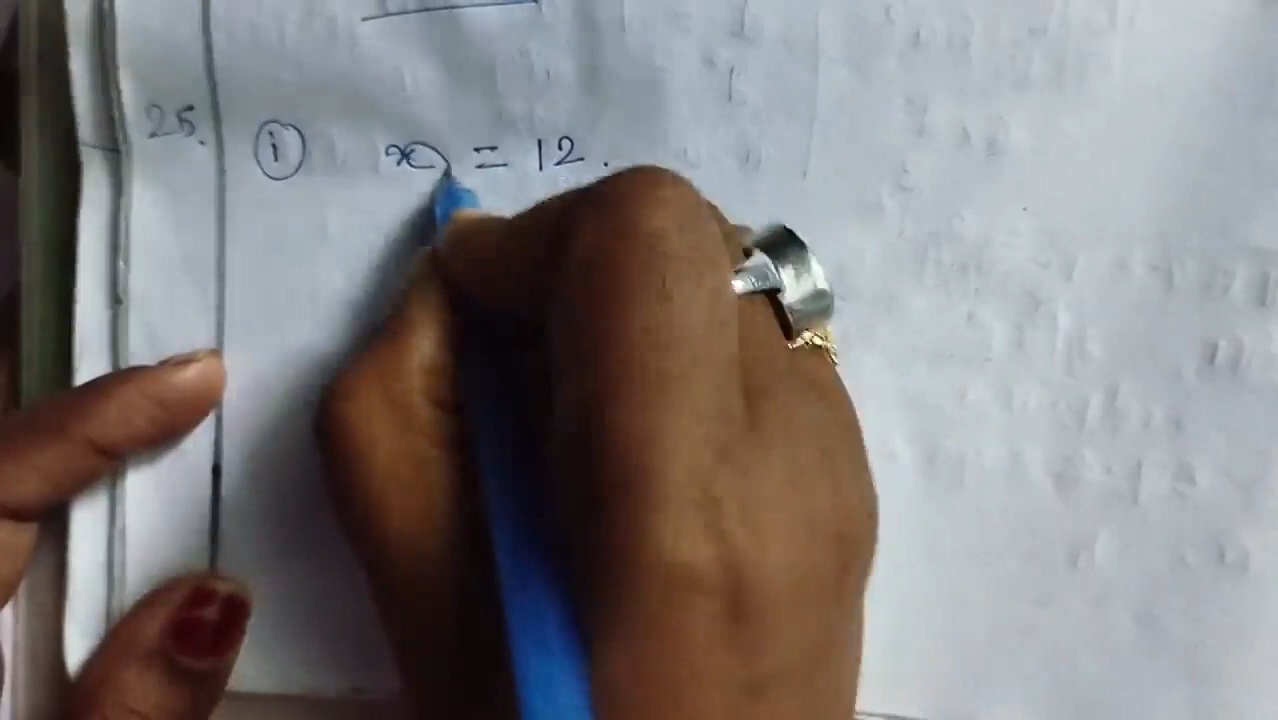 25. (i) x = 12.